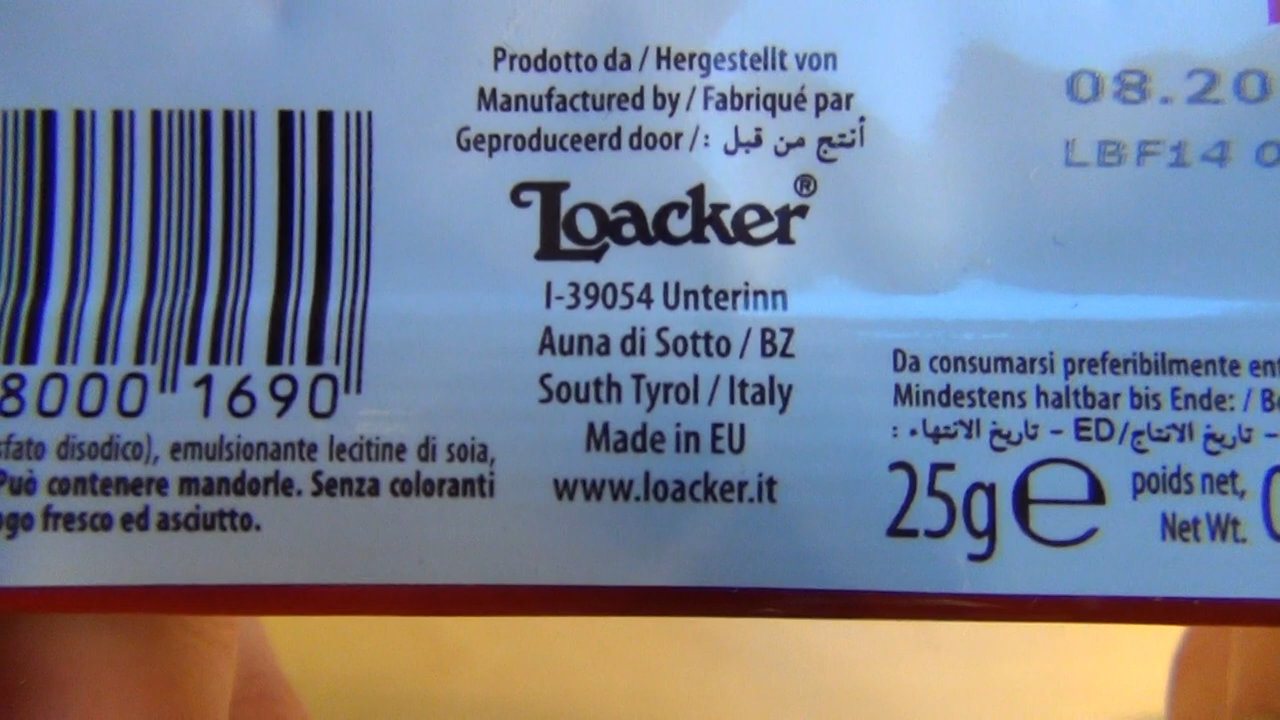 Prodotto da / Hergestellt von
Manufactured by / Fabriqué par
Geproduceerd door / أنتج من قبل :
Loacker®
I-39054 Unterinn
Auna di Sotto / BZ
South Tyrol / Italy
Made in EU
www.loacker.it
8000 1690
disodico), emulsionante lecitine di soia,
Può contenere mandorle. Senza coloranti
fresco ed asciutto.
08.20
LBF14
Da consumarsi preferibilmente
Mindestens haltbar bis Ende: /
- تاريخ الانتاج/ED - تاريخ الانتهاء :
25g e poids net,
Net Wt.